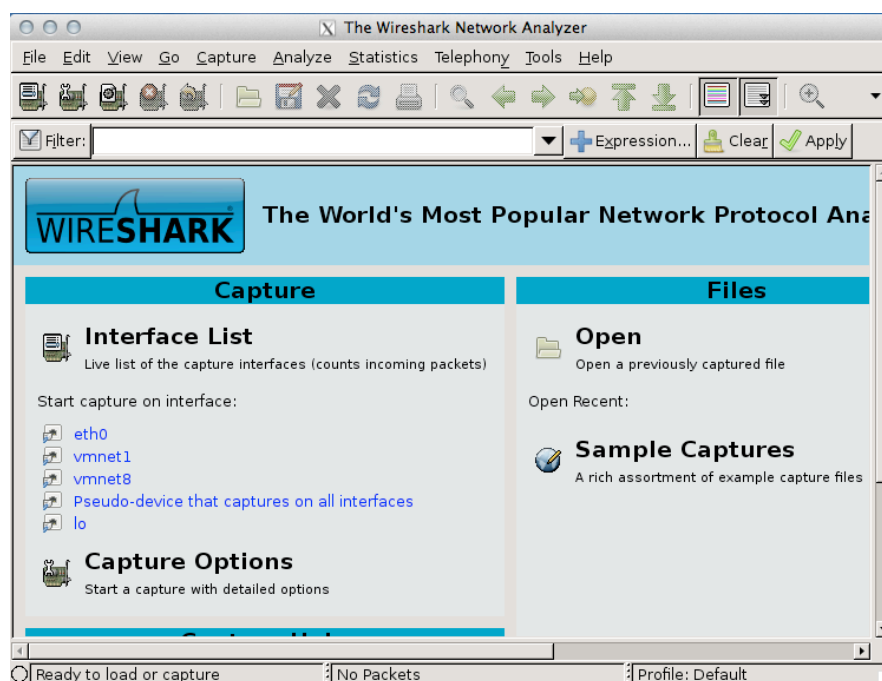 The Wireshark Network Analyzer
File Edit View Go Capture Analyze Statistics Telephony Tools Help
Filter: Expression... Clear Apply
WIRESHARK
The World's Most Popular Network Protocol Ana
Capture
Interface List
Live list of the capture interfaces (counts incoming packets)
Start capture on interface:
eth0
vmnet1
vmnet8
Pseudo-device that captures on all interfaces
lo
Capture Options
Start a capture with detailed options
Files
Open
Open a previously captured file
Open Recent:
Sample Captures
A rich assortment of example capture files
Ready to load or capture
No Packets
Profile: Default